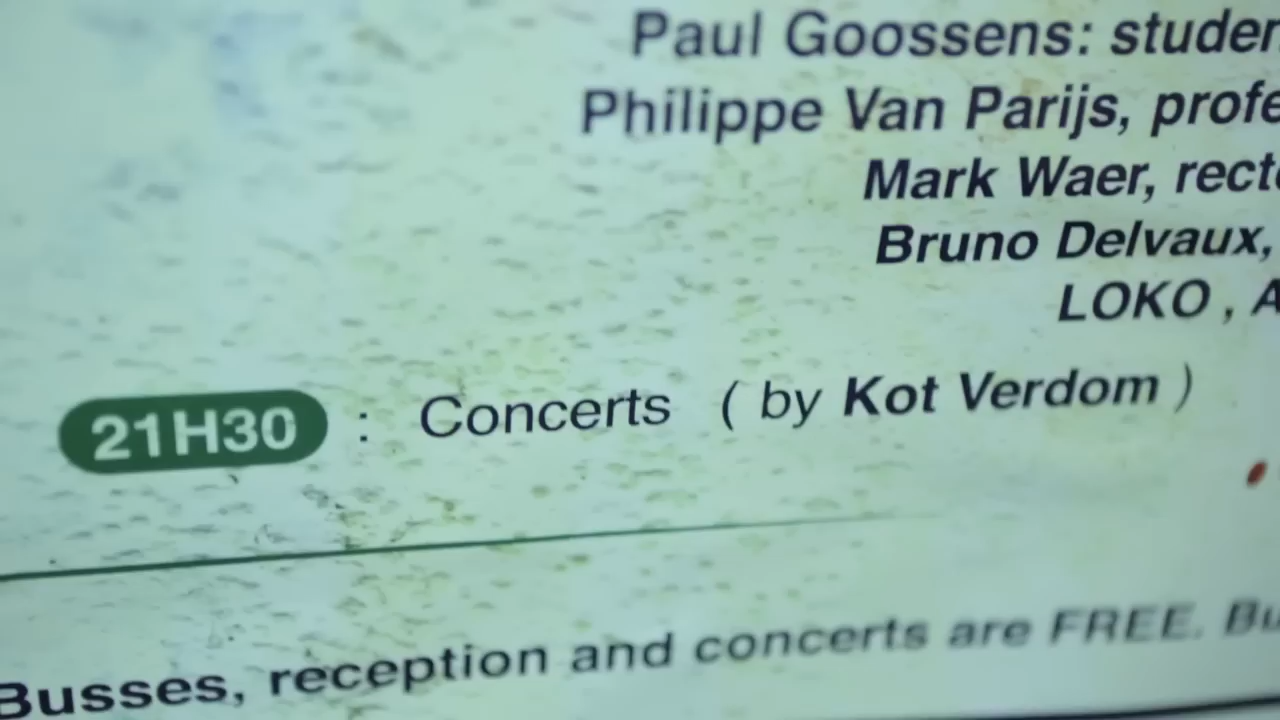 Paul Goossens: studen
Philippe Van Parijs, profe
Mark Waer, recto
Bruno Delvaux,
LOKO , A
21H30 : Concerts ( by Kot Verdom )
Busses, reception and concerts are FREE. Bu